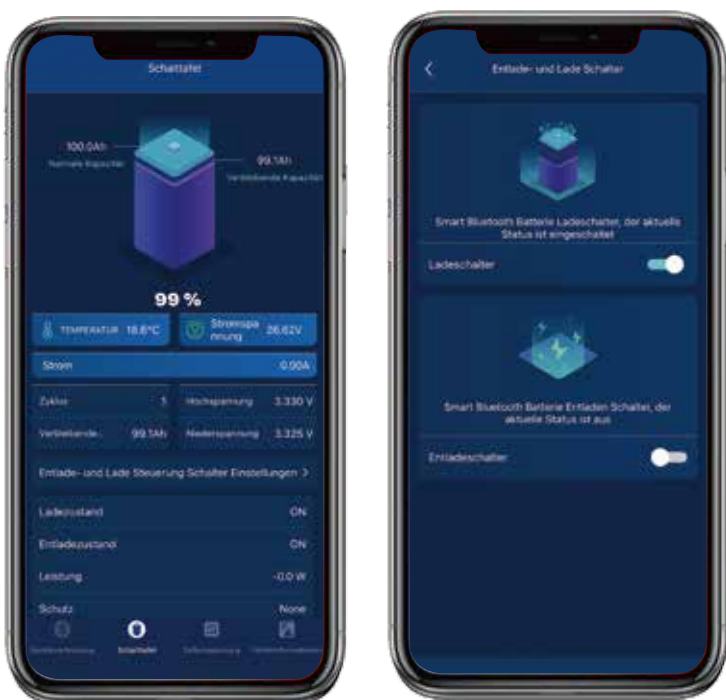 Schalttafel
100.0Ah
Normale Kapazität
99.1Ah
Verbleibende Kapazität
99 %
TEMPERATUR 18.6°C
Stromspa
nnung 26.62V
Strom 0.00A
Zyklus 1
Hochspannung 3.330 V
Verbleibende.. 99.1Ah
Niederspannung 3.325 V
Entlade- und Lade Steuerung Schalter Einstellungen >
Ladezustand ON
Entladezustand ON
Leistung -0.0 W
Schutz None
Schalttafel
Entlade- und Lade Schalter
Smart Bluetooth Batterie Ladeschalter, der aktuelle
Status ist eingeschaltet
Ladeschalter
Smart Bluetooth Batterie Entladen Schalter, der
aktuelle Status ist aus
Entladeschalter